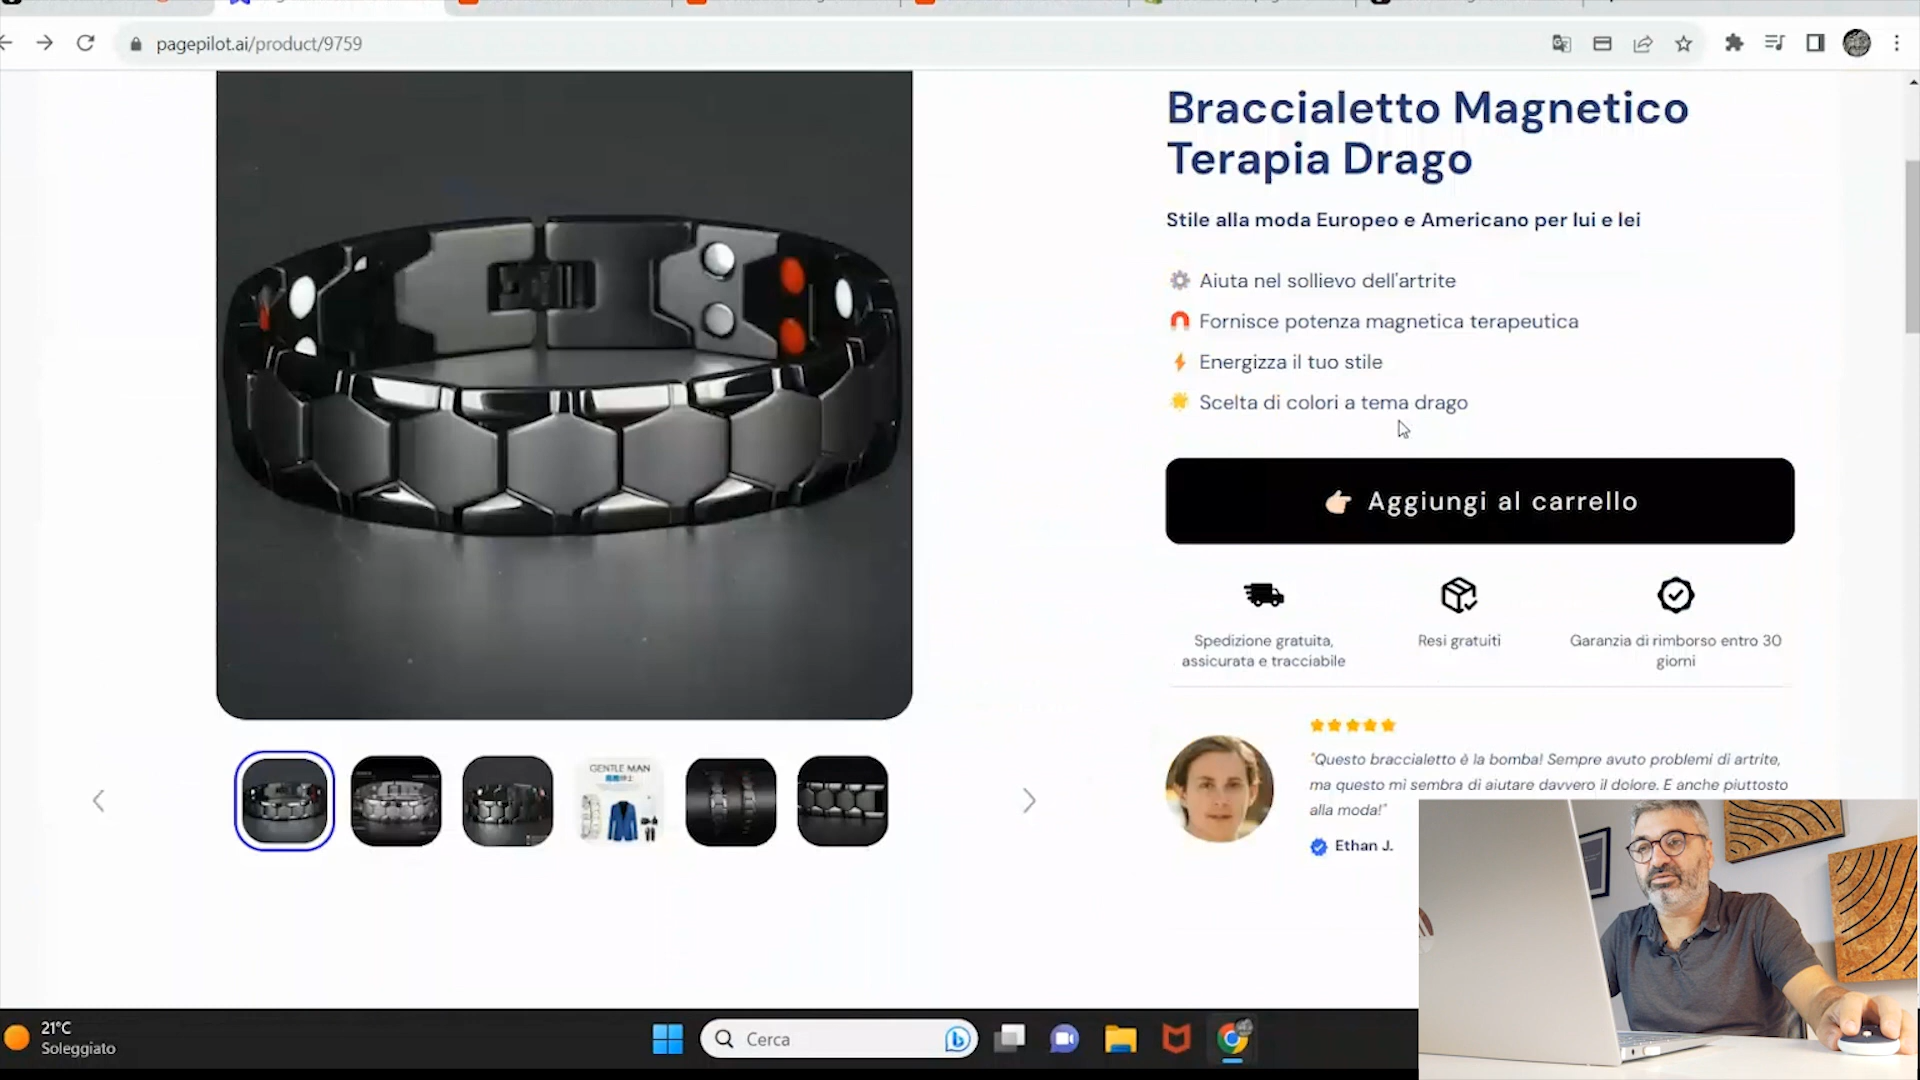 pagepilot.ai/product/9759
Braccialetto Magnetico
Terapia Drago
Stile alla moda Europeo e Americano per lui e lei
Aiuta nel sollievo dell'artrite
Fornisce potenza magnetica terapeutica
Energizza il tuo stile
Scelta di colori a tema drago
Aggiungi al carrello
Spedizione gratuita,
assicurata e tracciabile
Resi gratuiti
Garanzia di rimborso entro 30
giorni
"Questo braccialetto è la bomba! Sempre avuto problemi di artrite,
ma questo mi sembra di aiutare davvero il dolore. E anche piuttosto
alla moda!"
Ethan J.
GENTLE MAN
21°C
Soleggiato
Cerca